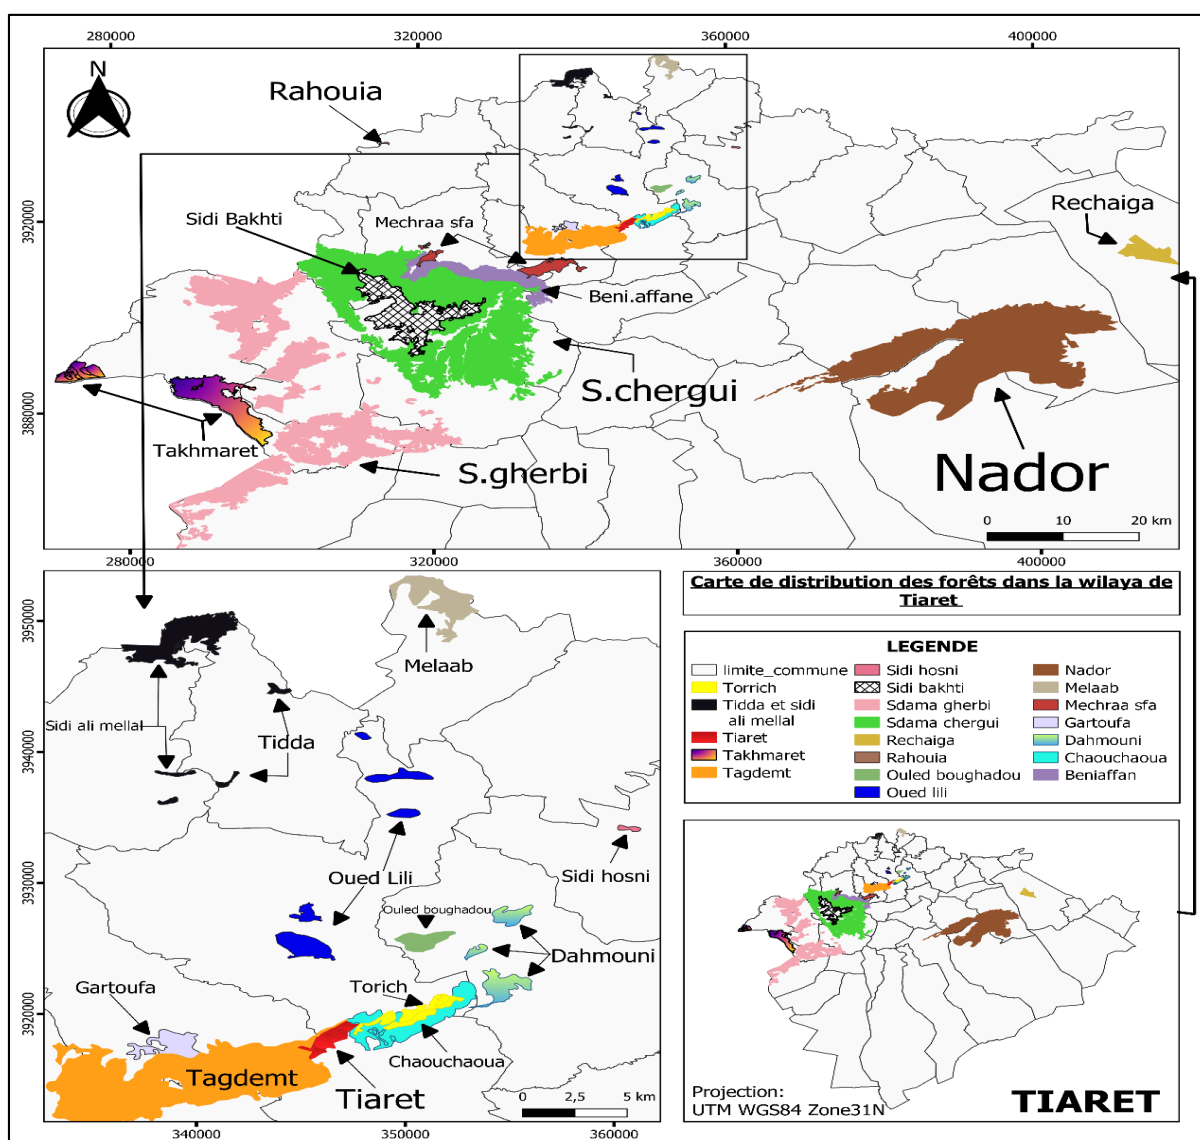 280000
320000
360000
400000
N
Rahouia
3920000
Sidi Bakhti
Mechraa sfa
Rechaiga
Beni.affane
S.chergui
3880000
Takhmaret
S.gherbi
Nador
0 10 20 km
280000
320000
360000
400000
Carte de distribution des forêts dans la wilaya de
Tiaret
3950000
Melaab
Sidi ali mellal
Tidda
3940000
Sidi hosni
3930000
Oued Lili
Ouled boughadou
Dahmouni
Gartoufa
Torich
3920000
Chaouchaoua
Tagdemt
Tiaret
0 2,5 5 km
340000
350000
360000
LEGENDE
limite_commune
Torrich
Tidda et sidi
ali mellal
Tiaret
Takhmaret
Tagdemt
Sidi hosni
Sidi bakhti
Sdama gherbi
Sdama chergui
Rechaiga
Rahouia
Ouled boughadou
Oued lili
Nador
Melaab
Mechraa sfa
Gartoufa
Dahmouni
Chaouchaoua
Beniaffan
Projection:
UTM WGS84 Zone31N
TIARET